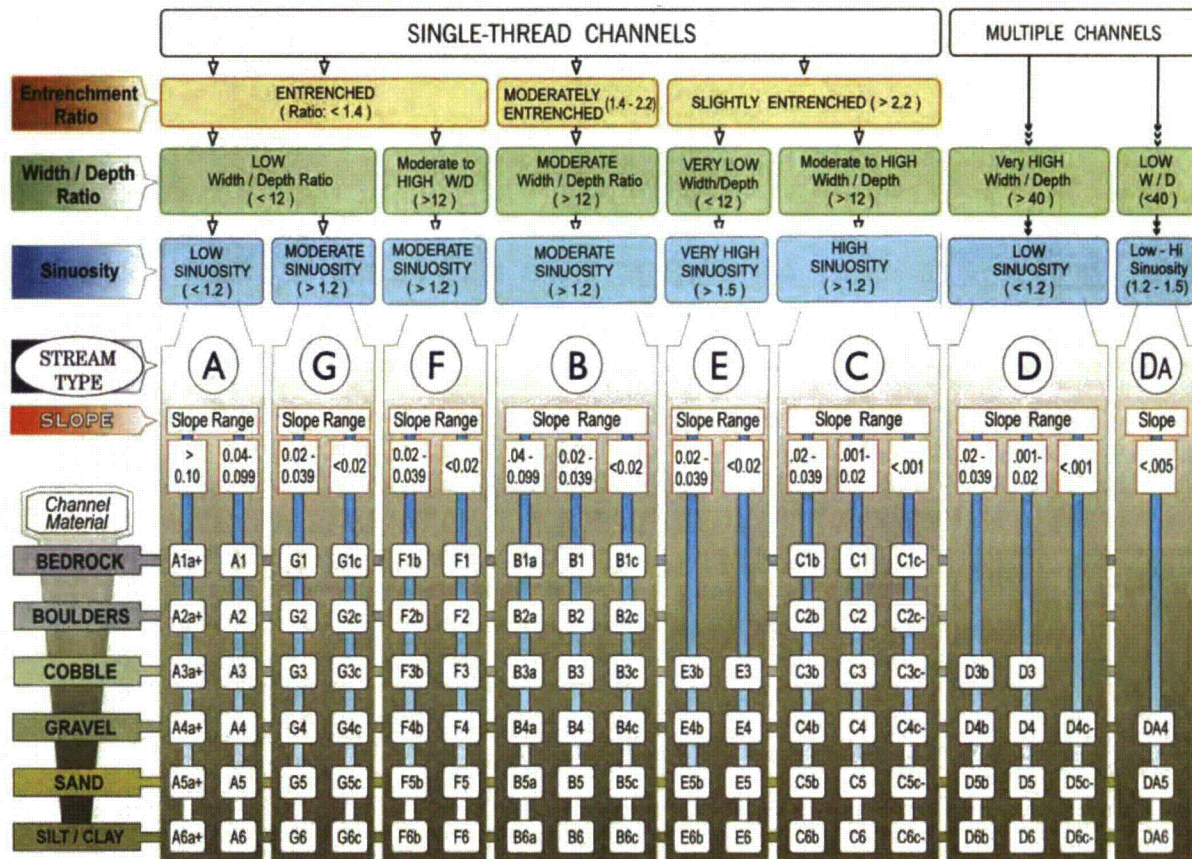 SINGLE-THREAD CHANNELS
MULTIPLE CHANNELS
Entrenchment
Ratio
ENTRENCHED
( Ratio: < 1.4 )
MODERATELY
ENTRENCHED (1.4 - 2.2)
SLIGHTLY ENTRENCHED ( > 2.2 )
Width / Depth
Ratio
LOW
Width / Depth Ratio
( < 12 )
Moderate to
HIGH W/D
( >12 )
MODERATE
Width / Depth Ratio
( > 12 )
VERY LOW
Width/Depth
( < 12 )
Moderate to HIGH
Width / Depth
( > 12 )
Very HIGH
Width / Depth
( > 40 )
LOW
W / D
(<40 )
Sinuosity
LOW
SINUOSITY
( < 1.2 )
MODERATE
SINUOSITY
( > 1.2 )
MODERATE
SINUOSITY
( > 1.2 )
MODERATE
SINUOSITY
( > 1.2 )
VERY HIGH
SINUOSITY
( > 1.5 )
HIGH
SINUOSITY
( > 1.2 )
LOW
SINUOSITY
( < 1.2 )
Low - Hi
Sinuosity
(1.2 - 1.5)
STREAM
TYPE
A G F B E C D DA
SLOPE
Slope Range Slope Range Slope Range Slope Range Slope Range Slope Range Slope Range Slope
>
0.10
0.04-
0.099
0.02 -
0.039
<0.02
0.02 -
0.039
<0.02
.04 -
0.099
0.02 -
0.039
<0.02
0.02 -
0.039
<0.02
.02 -
0.039
.001-
0.02
<.001
.02 -
0.039
.001-
0.02
<.001
<.005
Channel
Material
BEDROCK A1a+ A1 G1 G1c F1b F1 B1a B1 B1c C1b C1 C1c-
BOULDERS A2a+ A2 G2 G2c F2b F2 B2a B2 B2c C2b C2 C2c-
COBBLE A3a+ A3 G3 G3c F3b F3 B3a B3 B3c E3b E3 C3b C3 C3c- D3b D3
GRAVEL A4a+ A4 G4 G4c F4b F4 B4a B4 B4c E4b E4 C4b C4 C4c- D4b D4 D4c- DA4
SAND A5a+ A5 G5 G5c F5b F5 B5a B5 B5c E5b E5 C5b C5 C5c- D5b D5 D5c- DA5
SILT / CLAY A6a+ A6 G6 G6c F6b F6 B6a B6 B6c E6b E6 C6b C6 C6c- D6b D6 D6c- DA6